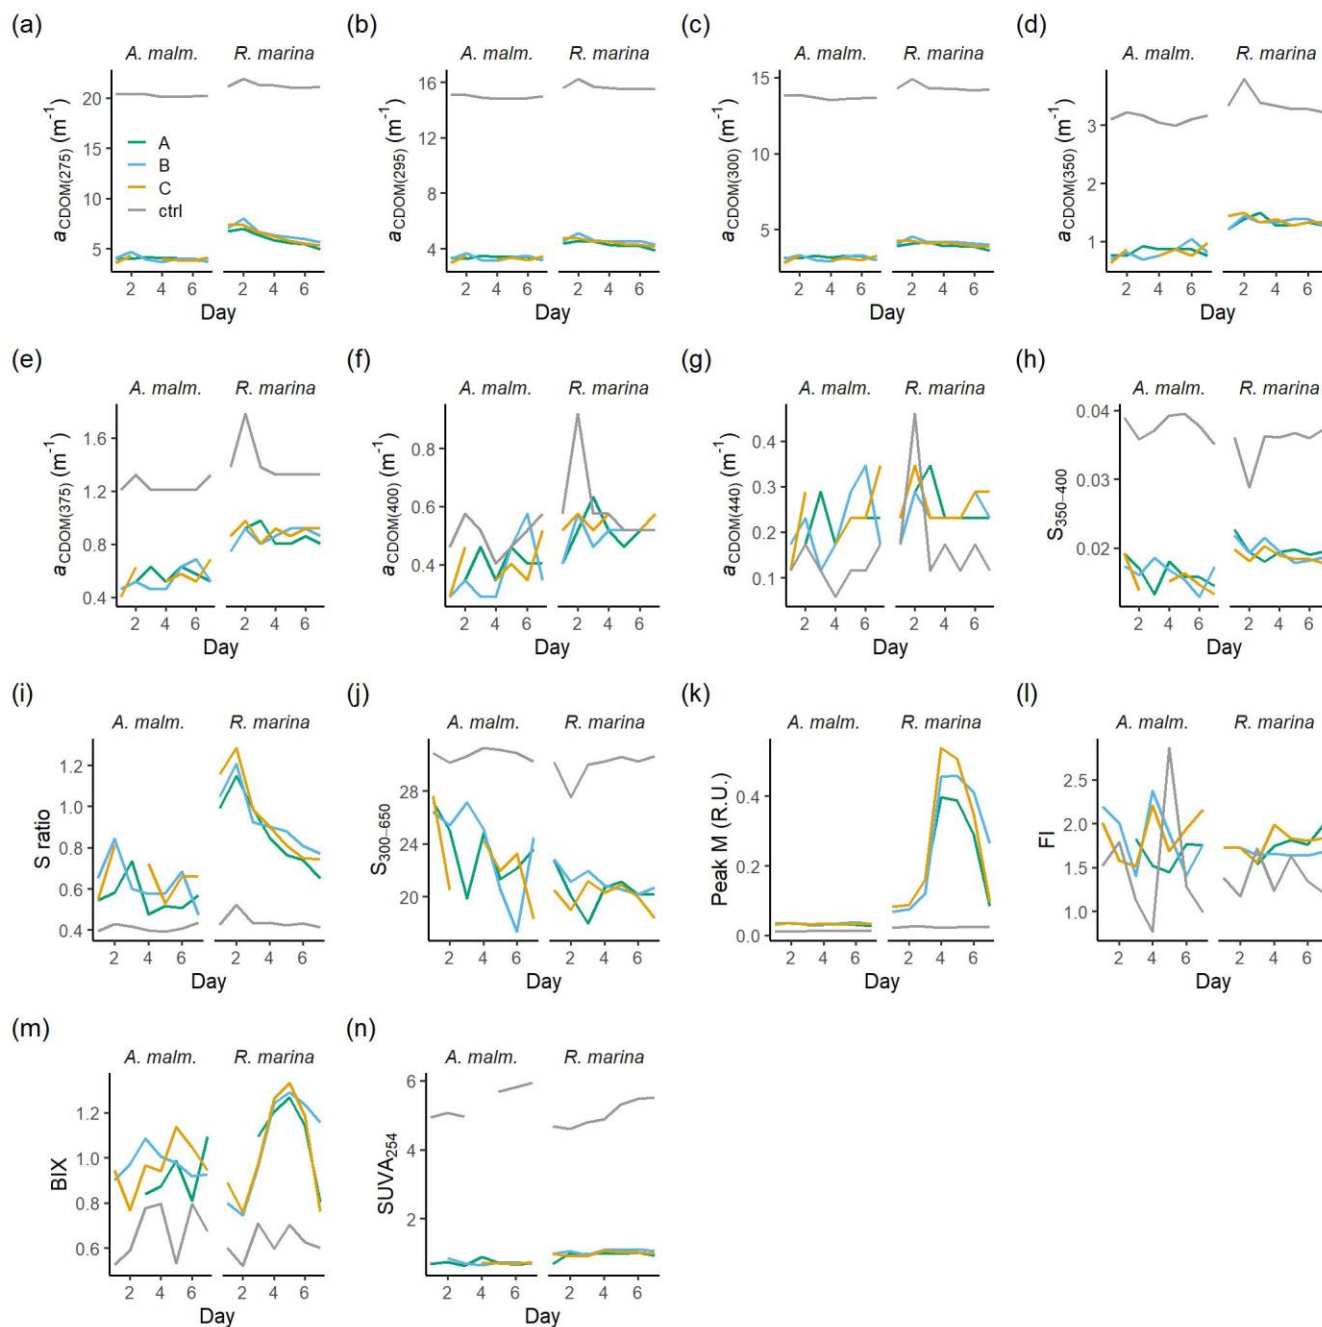 (a) (b) (c) (d)
A. malm. R. marina A. malm. R. marina A. malm. R. marina A. malm. R. marina
aCDOM(275) (m⁻¹) 20 15 10 5
A
B
C
ctrl
2 4 6 2 4 6
Day
aCDOM(295) (m⁻¹) 16 12 8 4
2 4 6 2 4 6
Day
aCDOM(300) (m⁻¹) 15 10 5
2 4 6 2 4 6
Day
aCDOM(350) (m⁻¹) 3 2 1
2 4 6 2 4 6
Day
(e) (f) (g) (h)
A. malm. R. marina A. malm. R. marina A. malm. R. marina A. malm. R. marina
aCDOM(375) (m⁻¹) 1.6 1.2 0.8 0.4
2 4 6 2 4 6
Day
aCDOM(400) (m⁻¹) 0.8 0.6 0.4
2 4 6 2 4 6
Day
aCDOM(440) (m⁻¹) 0.4 0.3 0.2 0.1
2 4 6 2 4 6
Day
S350–400 0.04 0.03 0.02
2 4 6 2 4 6
Day
(i) (j) (k) (l)
A. malm. R. marina A. malm. R. marina A. malm. R. marina A. malm. R. marina
S ratio 1.2 1.0 0.8 0.6 0.4
2 4 6 2 4 6
Day
S300–650 28 24 20
2 4 6 2 4 6
Day
Peak M (R.U.) 0.4 0.2 0.0
2 4 6 2 4 6
Day
FI 2.5 2.0 1.5 1.0
2 4 6 2 4 6
Day
(m) (n)
A. malm. R. marina A. malm. R. marina
BIX 1.2 1.0 0.8 0.6
2 4 6 2 4 6
Day
SUVA254 6 4 2
2 4 6 2 4 6
Day